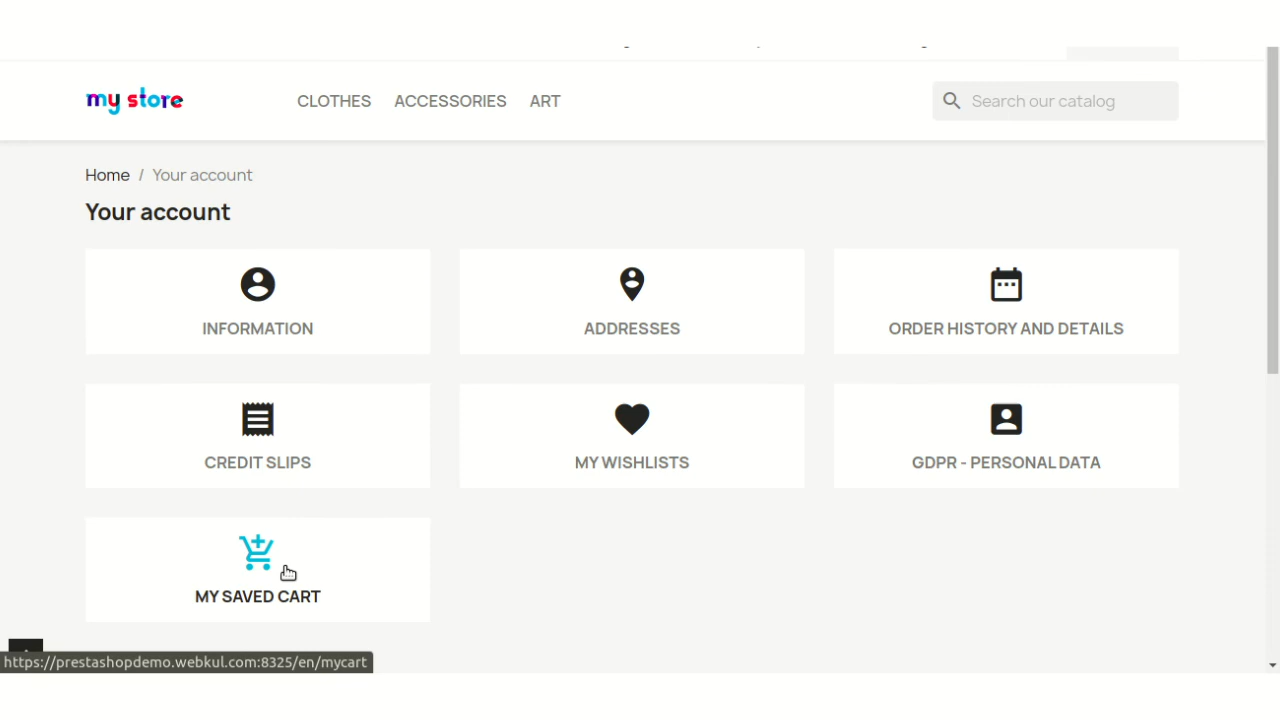 my store
CLOTHES ACCESSORIES ART
Search our catalog
Home / Your account
Your account
INFORMATION
ADDRESSES
ORDER HISTORY AND DETAILS
CREDIT SLIPS
MY WISHLISTS
GDPR - PERSONAL DATA
MY SAVED CART
https://prestashopdemo.webkul.com:8325/en/mycart